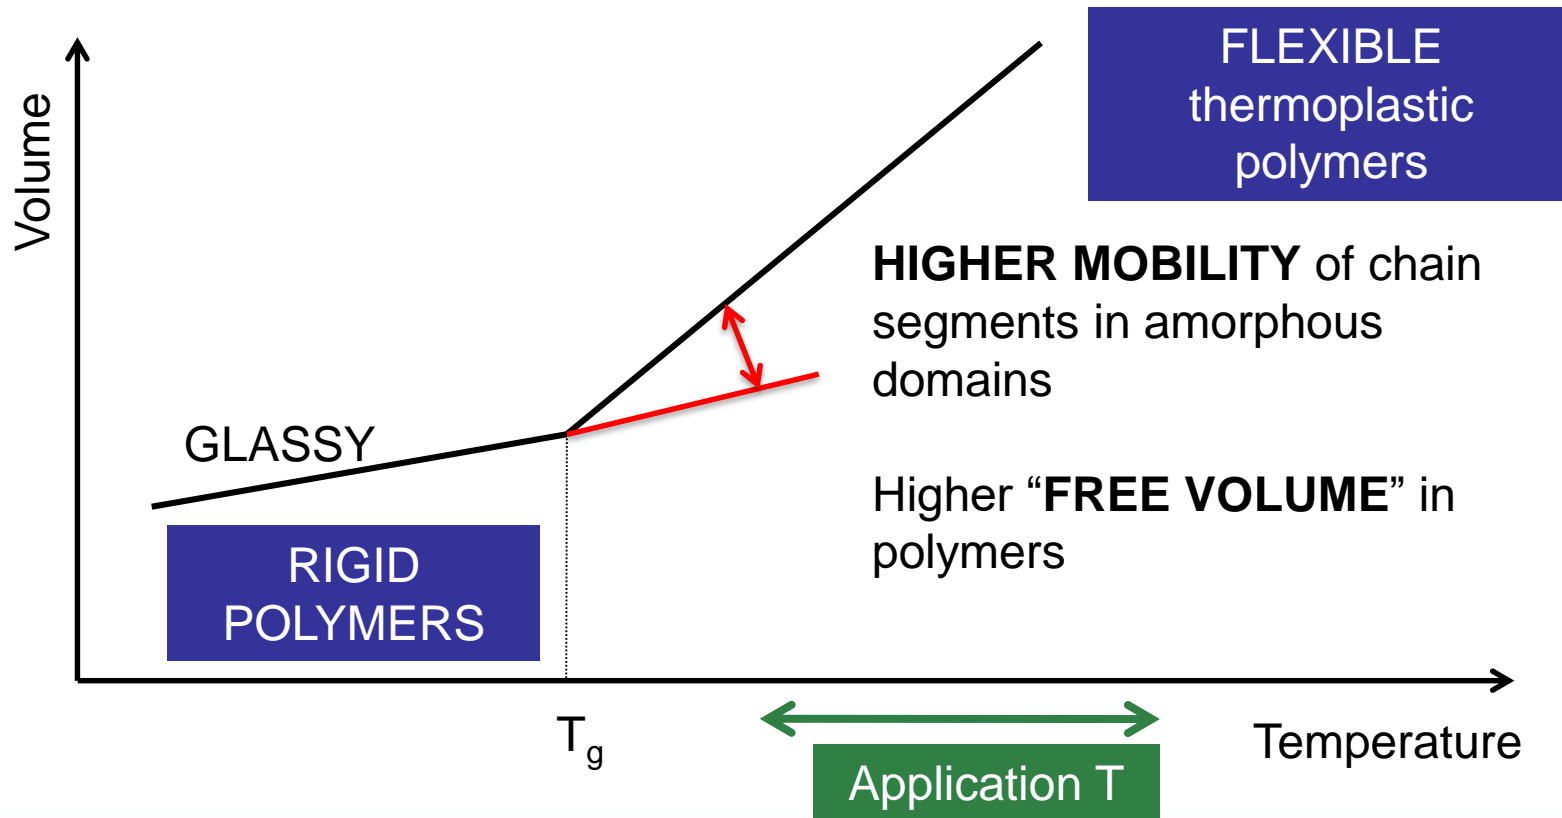 Volume
FLEXIBLE
thermoplastic
polymers
HIGHER MOBILITY of chain
segments in amorphous
domains
GLASSY
Higher “FREE VOLUME” in
polymers
RIGID
POLYMERS
Tg
Temperature
Application T